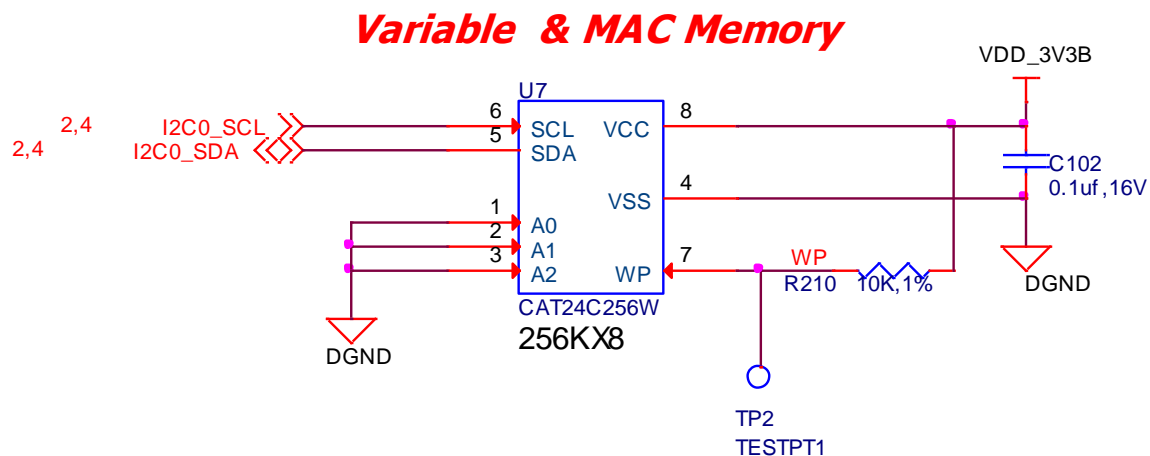 Variable & MAC Memory
VDD_3V3B
U7
2,4 I2C0_SCL 6 SCL VCC 8
2,4 I2C0_SDA 5 SDA
C102
0.1uf,16V
VSS 4
1 A0
2 A1
3 A2 WP 7 WP
R210 10K,1%
DGND
CAT24C256W
256KX8
DGND
TP2
TESTPT1